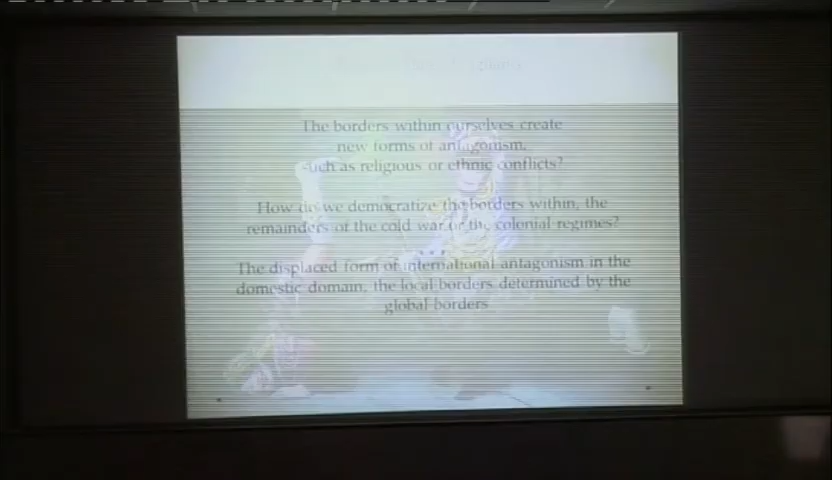 The borders within ourselves create
new forms of antagonism,
such as religious or ethnic conflicts?
How do we democratize the borders within, the
remainders of the cold war or the colonial regimes?
The displaced form of international antagonism in the
domestic domain, the local borders determined by the
global borders